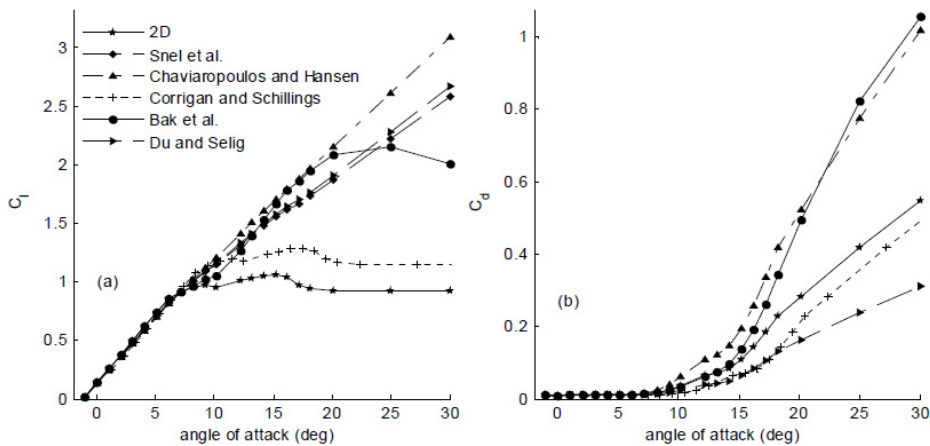 3
2.5
2
1.5
1
0.5
0
C_l
2D
Snel et al.
Chaviaropoulos and Hansen
Corrigan and Schillings
Bak et al.
Du and Selig
(a)
0 5 10 15 20 25 30
angle of attack (deg)
1
0.8
0.6
0.4
0.2
0
C_d
(b)
0 5 10 15 20 25 30
angle of attack (deg)